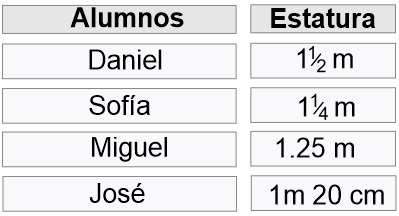 Alumnos Estatura
Daniel 1½ m
Sofía 1¼ m
Miguel 1.25 m
José 1m 20 cm